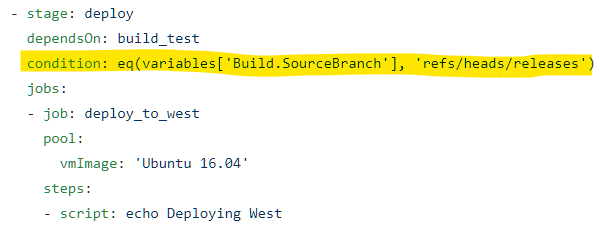 - stage: deploy
dependsOn: build_test
condition: eq(variables['Build.SourceBranch'], 'refs/heads/releases')
jobs:
- job: deploy_to_west
pool:
vmImage: 'Ubuntu 16.04'
steps:
- script: echo Deploying West